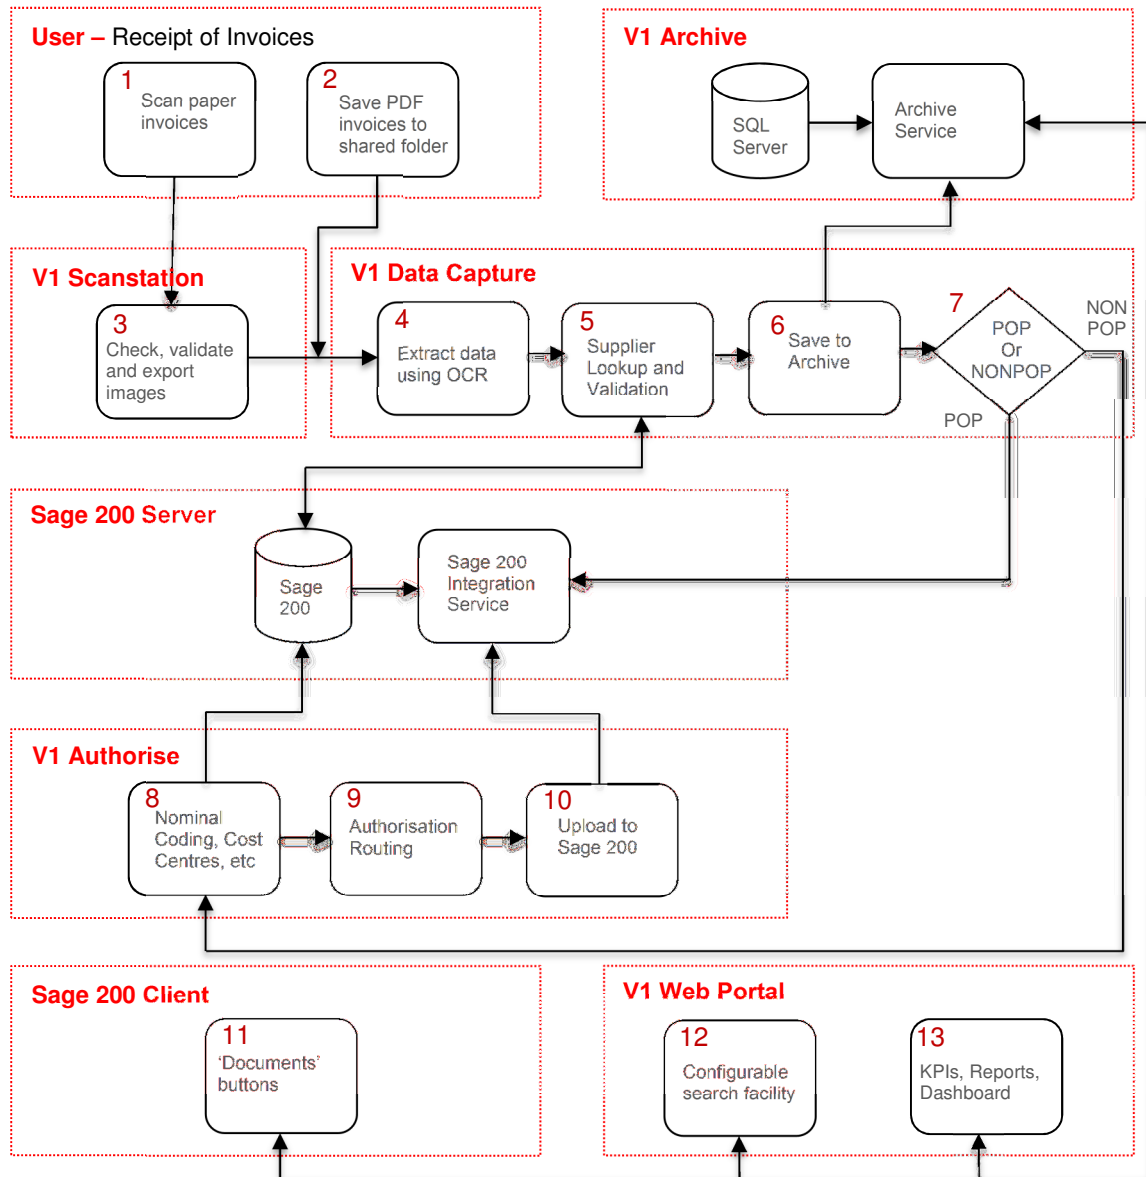 User – Receipt of Invoices
1
Scan paper
invoices
2
Save PDF
invoices to
shared folder
V1 Archive
SQL
Server
Archive
Service
V1 Scanstation
3
Check, validate
and export
images
V1 Data Capture
4
Extract data
using OCR
5
Supplier
Lookup and
Validation
6
Save to
Archive
7
POP
Or
NONPOP
NON
POP
POP
Sage 200 Server
Sage
200
Sage 200
Integration
Service
V1 Authorise
8
Nominal
Coding, Cost
Centres, etc
9
Authorisation
Routing
10
Upload to
Sage 200
Sage 200 Client
11
‘Documents’
buttons
V1 Web Portal
12
Configurable
search facility
13
KPIs, Reports,
Dashboard